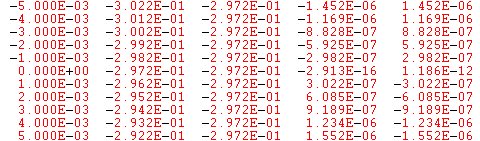 -5.000E-03 -3.022E-01 -2.972E-01 -1.452E-06 1.452E-06
-4.000E-03 -3.012E-01 -2.972E-01 -1.169E-06 1.169E-06
-3.000E-03 -3.002E-01 -2.972E-01 -8.828E-07 8.828E-07
-2.000E-03 -2.992E-01 -2.972E-01 -5.925E-07 5.925E-07
-1.000E-03 -2.982E-01 -2.972E-01 -2.982E-07 2.982E-07
0.000E+00 -2.972E-01 -2.972E-01 -2.913E-16 1.186E-12
1.000E-03 -2.962E-01 -2.972E-01 3.022E-07 -3.022E-07
2.000E-03 -2.952E-01 -2.972E-01 6.085E-07 -6.085E-07
3.000E-03 -2.942E-01 -2.972E-01 9.189E-07 -9.189E-07
4.000E-03 -2.932E-01 -2.972E-01 1.234E-06 -1.234E-06
5.000E-03 -2.922E-01 -2.972E-01 1.552E-06 -1.552E-06